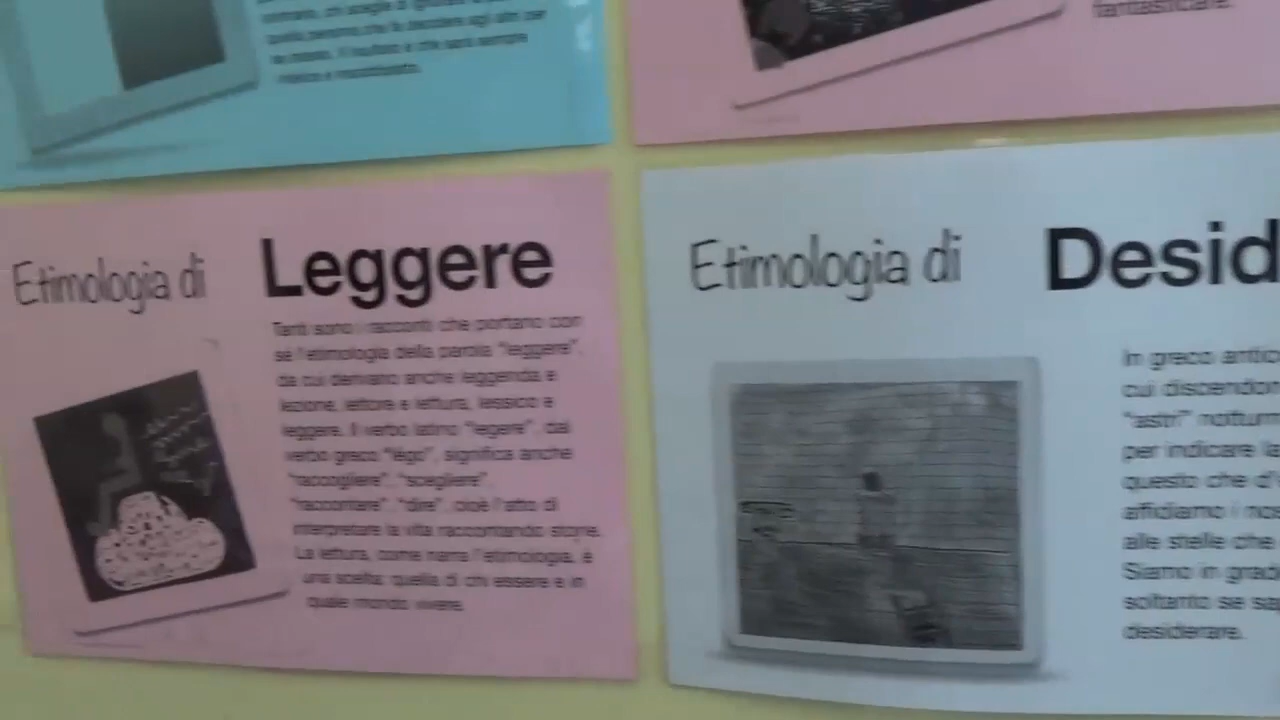 fantasticare.
Etimologia di Leggere
Tanti sono i racconti che portano con
sé l'etimologia della parola "leggere",
da cui derivano anche leggenda e
lezione, lettore e lettura, lessico e
leggere. Il verbo latino "legere", dal
verbo greco "légo", significa anche
"raccogliere", "scegliere",
"raccontare", "dire", cioè l'atto di
interpretare la vita raccontando storie.
La lettura, come narra l'etimologia, è
una scelta: quella di chi essere e in
quale mondo vivere.
Etimologia di Desid
In greco antic
cui discendon
"astri" notturn
per indicare la
questo che d'
affidiamo i nos
alle stelle che
Siamo in grad
soltanto se sa
desiderare.